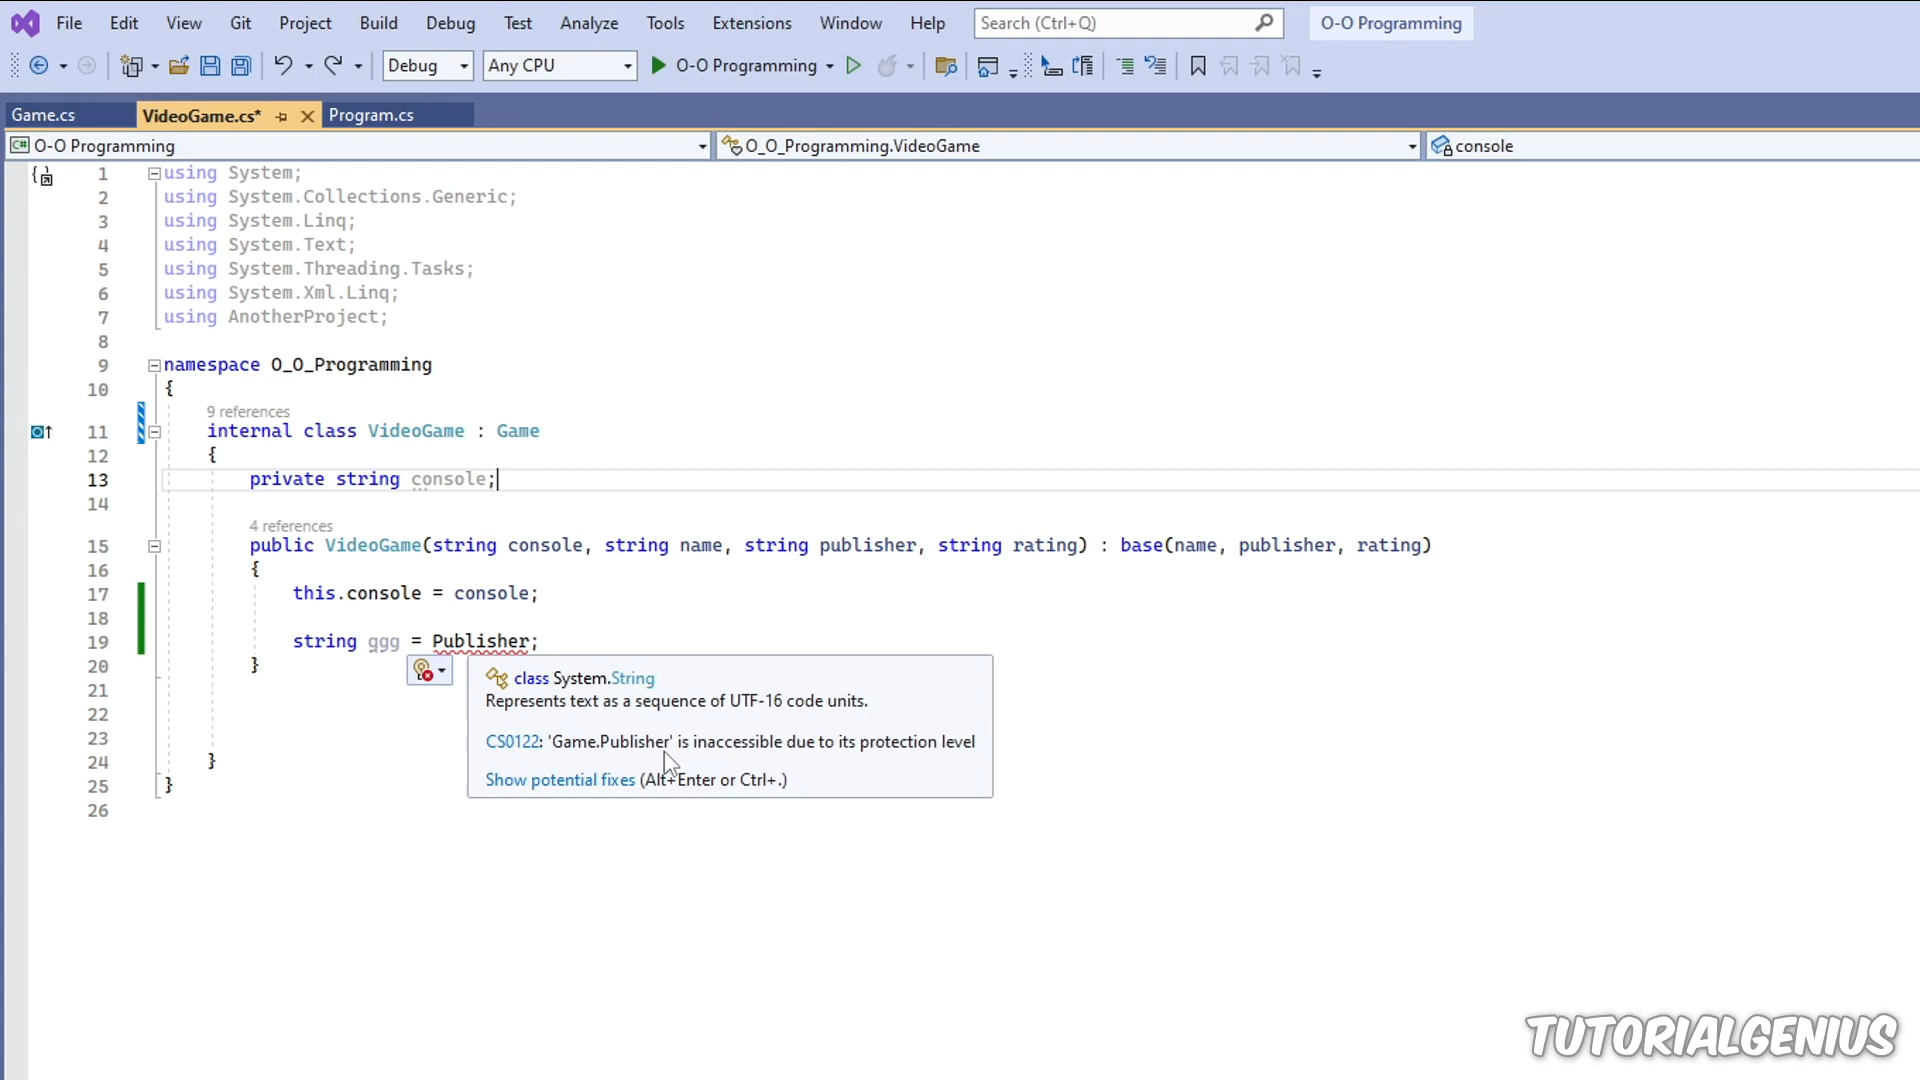 File Edit View Git Project Build Debug Test Analyze Tools Extensions Window Help Search (Ctrl+Q) O-O Programming
Debug Any CPU O-O Programming
Game.cs VideoGame.cs* Program.cs
C# O-O Programming O_O_Programming.VideoGame console
1 using System;
2 using System.Collections.Generic;
3 using System.Linq;
4 using System.Text;
5 using System.Threading.Tasks;
6 using System.Xml.Linq;
7 using AnotherProject;
8
9 namespace O_O_Programming
10 {
9 references
11 internal class VideoGame : Game
12 {
13 private string console;
14
4 references
15 public VideoGame(string console, string name, string publisher, string rating) : base(name, publisher, rating)
16 {
17 this.console = console;
18
19 string ggg = Publisher;
20 }
21
22
23
24 }
25 }
26
class System.String
Represents text as a sequence of UTF-16 code units.
CS0122: 'Game.Publisher' is inaccessible due to its protection level
Show potential fixes (Alt+Enter or Ctrl+.)
TUTORIALGENIUS